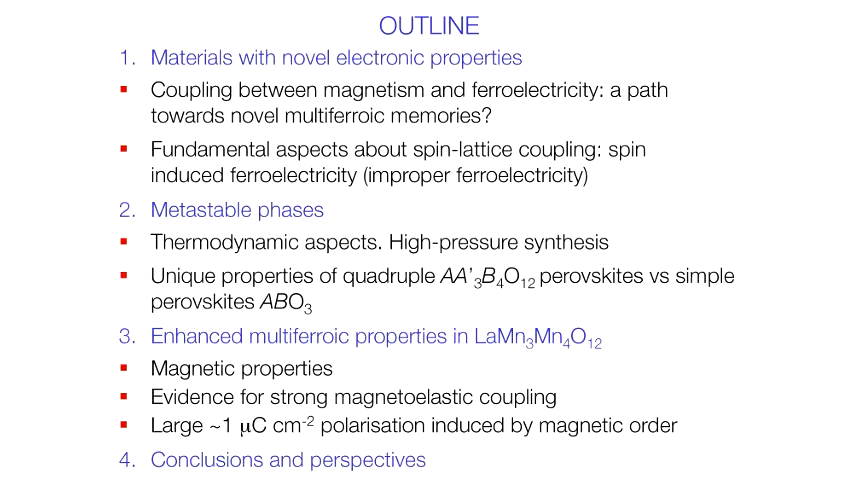 OUTLINE
1. Materials with novel electronic properties
▪ Coupling between magnetism and ferroelectricity: a path
towards novel multiferroic memories?
▪ Fundamental aspects about spin-lattice coupling: spin
induced ferroelectricity (improper ferroelectricity)
2. Metastable phases
▪ Thermodynamic aspects. High-pressure synthesis
▪ Unique properties of quadruple AA’₃B₄O₁₂ perovskites vs simple
perovskites ABO₃
3. Enhanced multiferroic properties in LaMn₃Mn₄O₁₂
▪ Magnetic properties
▪ Evidence for strong magnetoelastic coupling
▪ Large ~1 μC cm⁻² polarisation induced by magnetic order
4. Conclusions and perspectives